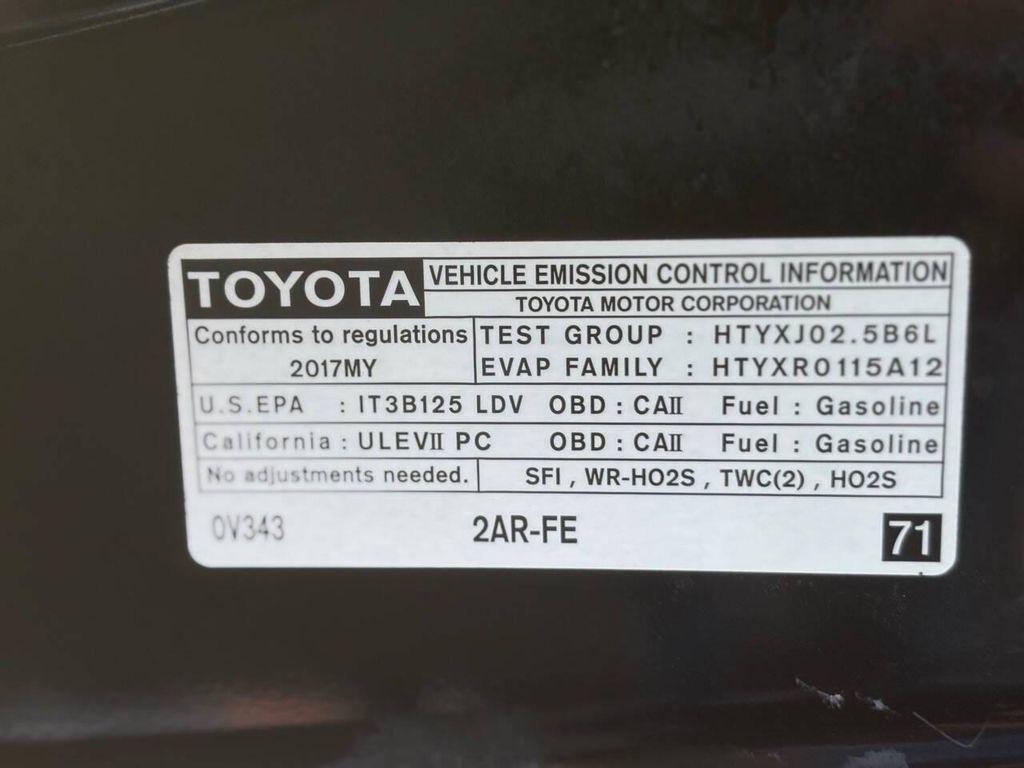 TOYOTA VEHICLE EMISSION CONTROL INFORMATION
TOYOTA MOTOR CORPORATION
Conforms to regulations TEST GROUP : HTYXJ02.5B6L
2017MY EVAP FAMILY : HTYXR0115A12
U.S.EPA : IT3B125 LDV OBD : CAII Fuel : Gasoline
California : ULEVII PC OBD : CAII Fuel : Gasoline
No adjustments needed. SFI , WR-HO2S , TWC(2) , HO2S
0V343 2AR-FE 71